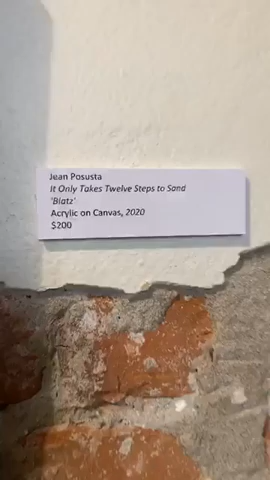 Jean Posusta
It Only Takes Twelve Steps to Sand
'Blatz'
Acrylic on Canvas, 2020
$200